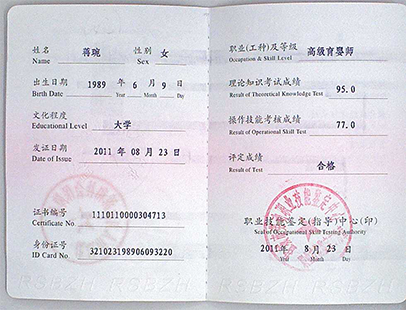 姓名 蒋琬 性别 女
Name Sex
出生日期 1989 年 6 月 9 日
Birth Date Year Month Day
文化程度 大学
Educational Level
发证日期 2011 年 08 月 23 日
Date of Issue Year Month Day
证书编号 1110110000304713
Certificate No.
身份证号 321023198906093220
ID Card No.
职业(工种)及等级 高级育婴师
Occupation & Skill Level
理论知识考试成绩 95.0
Result of Theoretical Knowledge Test
操作技能考核成绩 77.0
Result of Operational Skill Test
评定成绩 合格
Result of Test
职业技能鉴定(指导)中心(印)
Seal of Occupational Skill Testing Authority
2011 年 8 月 23 日
Year Month Day